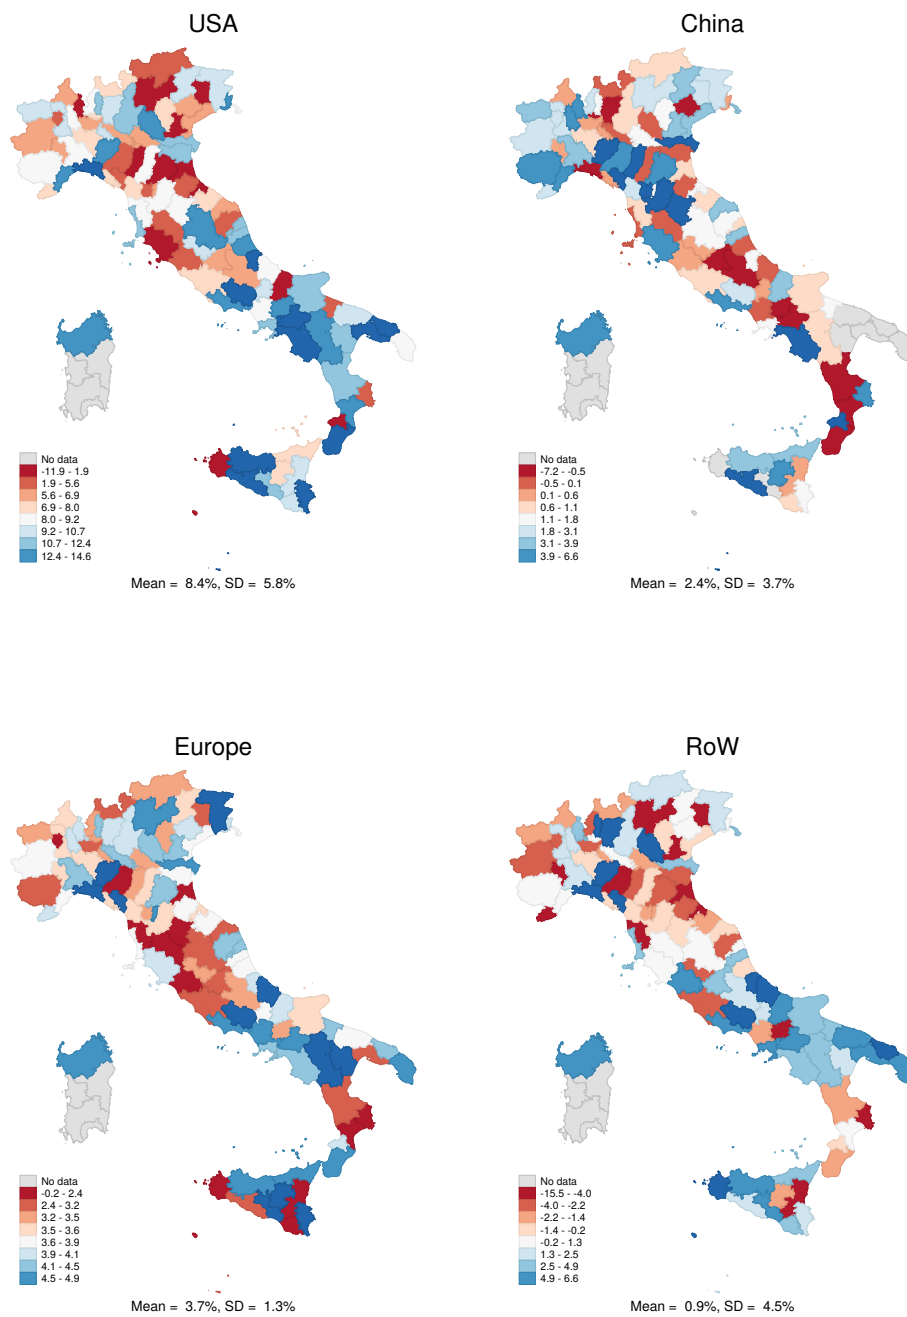 USA
China
No data
-11.9 - 1.9
1.9 - 5.6
5.6 - 6.9
6.9 - 8.0
8.0 - 9.2
9.2 - 10.7
10.7 - 12.4
12.4 - 14.6
Mean = 8.4%, SD = 5.8%
No data
-7.2 - -0.5
-0.5 - 0.1
0.1 - 0.6
0.6 - 1.1
1.1 - 1.8
1.8 - 3.1
3.1 - 3.9
3.9 - 6.6
Mean = 2.4%, SD = 3.7%
Europe
RoW
No data
-0.2 - 2.4
2.4 - 3.2
3.2 - 3.5
3.5 - 3.6
3.6 - 3.9
3.9 - 4.1
4.1 - 4.5
4.5 - 4.9
Mean = 3.7%, SD = 1.3%
No data
-15.5 - -4.0
-4.0 - -2.2
-2.2 - -1.4
-1.4 - -0.2
-0.2 - 1.3
1.3 - 2.5
2.5 - 4.9
4.9 - 6.6
Mean = 0.9%, SD = 4.5%